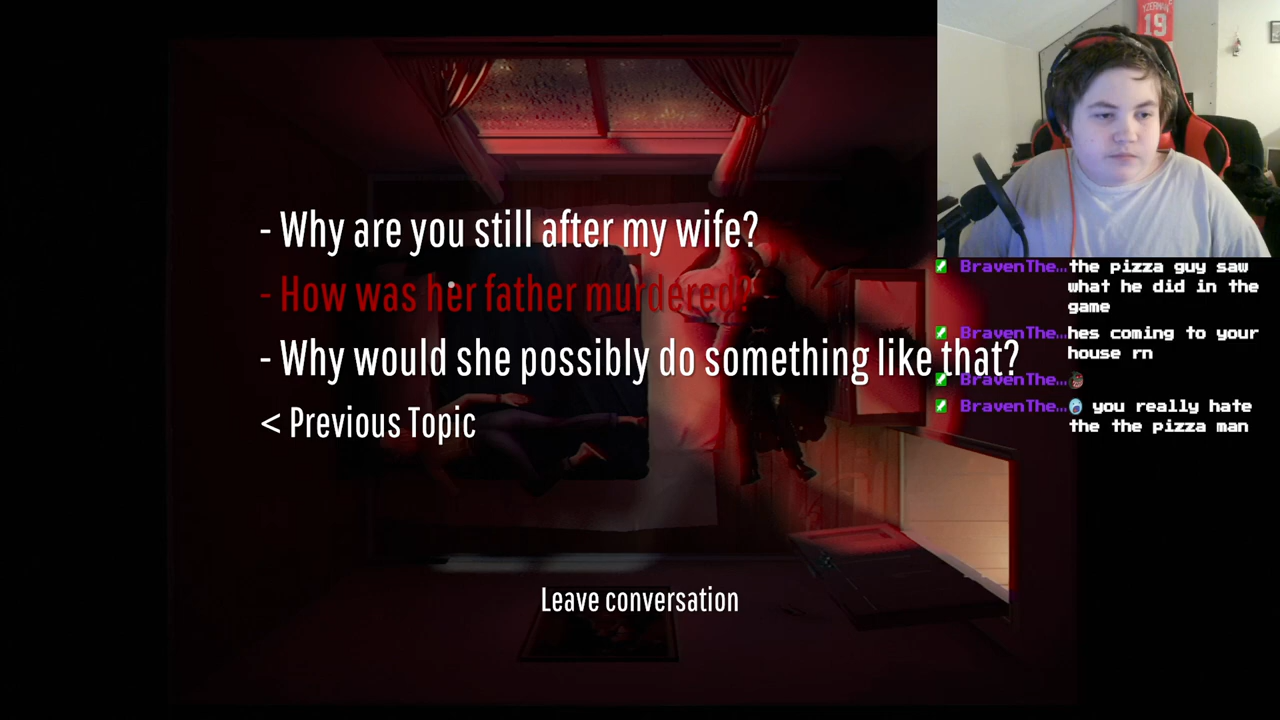 YZERMAN
19
- Why are you still after my wife?
- How was her father murdered?
- Why would she possibly do something like that?
< Previous Topic
Leave conversation
BravenThe… the pizza guy saw
what he did in the
game
BravenThe… hes coming to your
house rn
BravenThe…
BravenThe… you really hate
the the pizza man